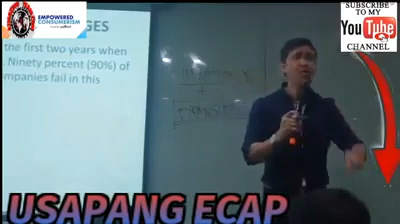 EMPOWERED
CONSUMERISM
SUBSCRIBE
TO MY
YouTube
CHANNEL
GES
the first two years when
. Ninety percent (90%) of
ompanies fail in this
USAPANG ECAP